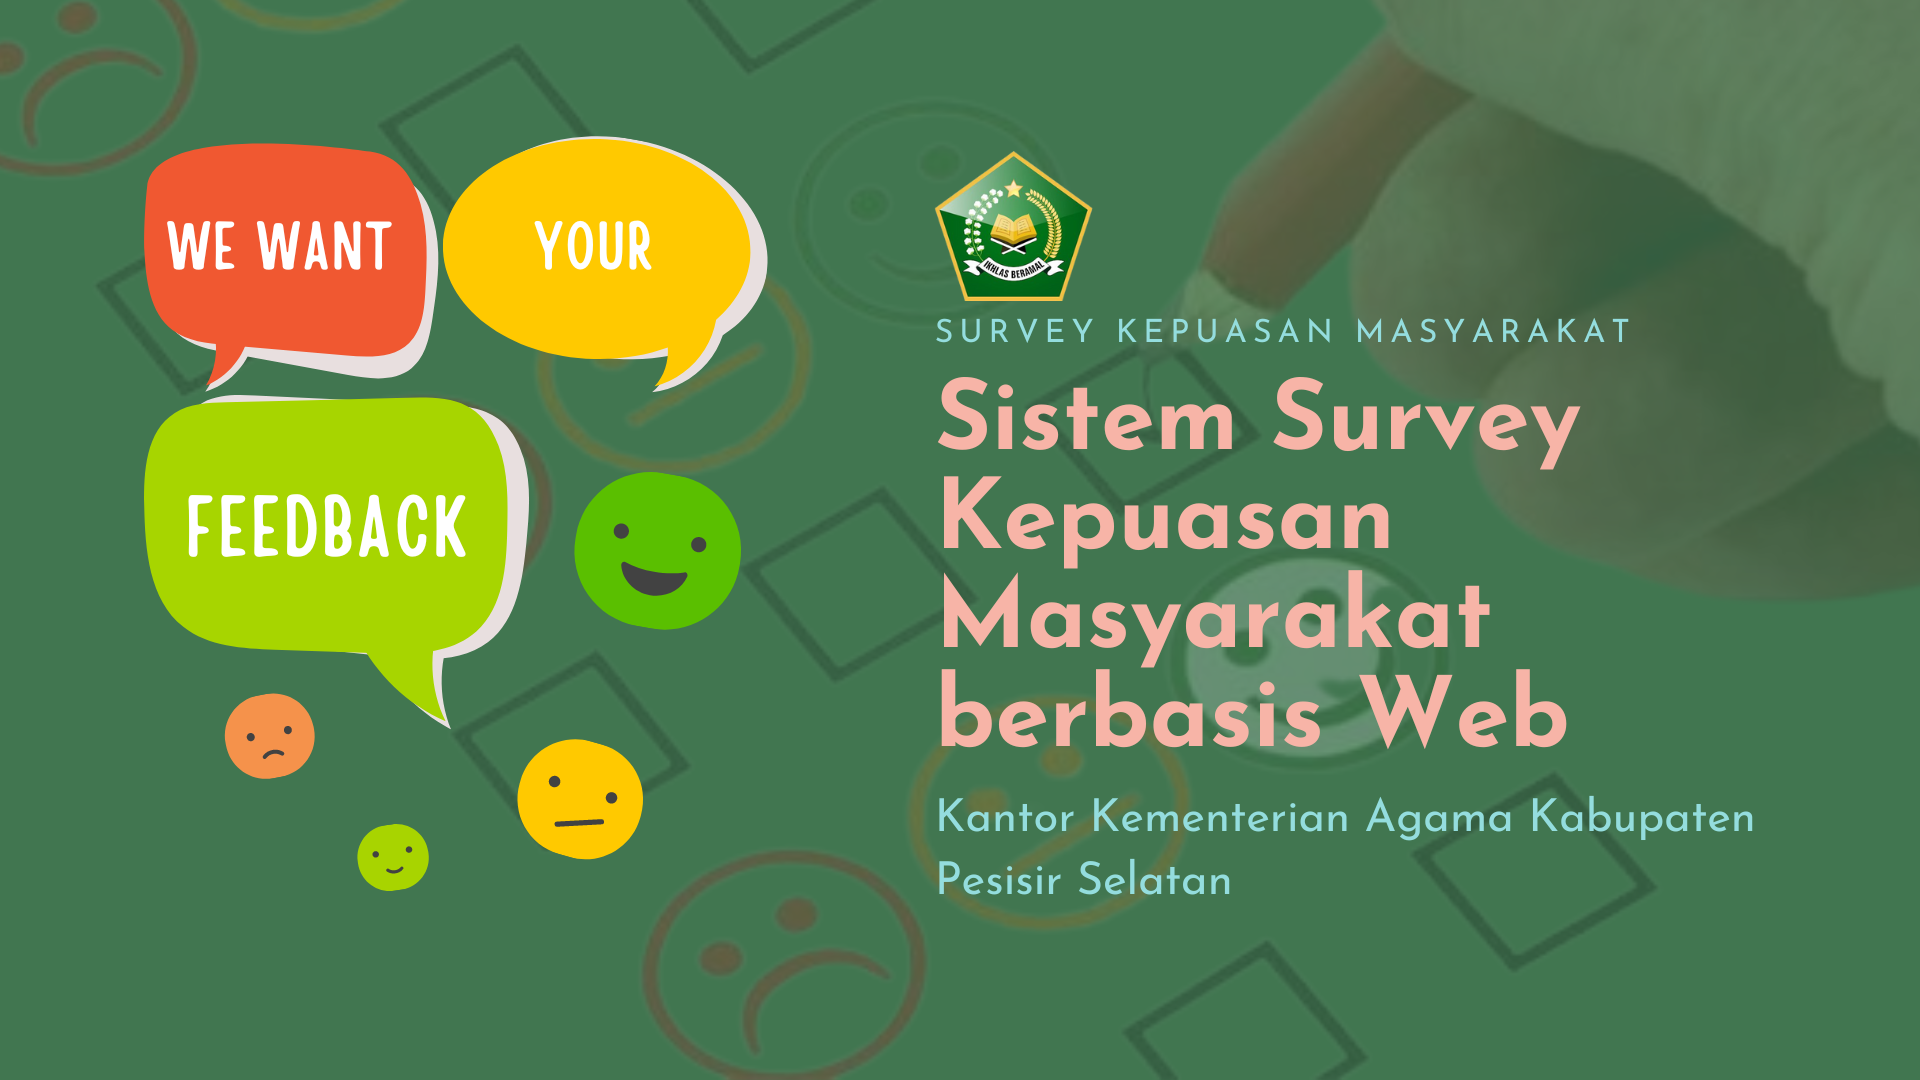 WE WANT
YOUR
FEEDBACK
IKHLAS BERAMAL
SURVEY KEPUASAN MASYARAKAT
Sistem Survey
Kepuasan
Masyarakat
berbasis Web
Kantor Kementerian Agama Kabupaten
Pesisir Selatan